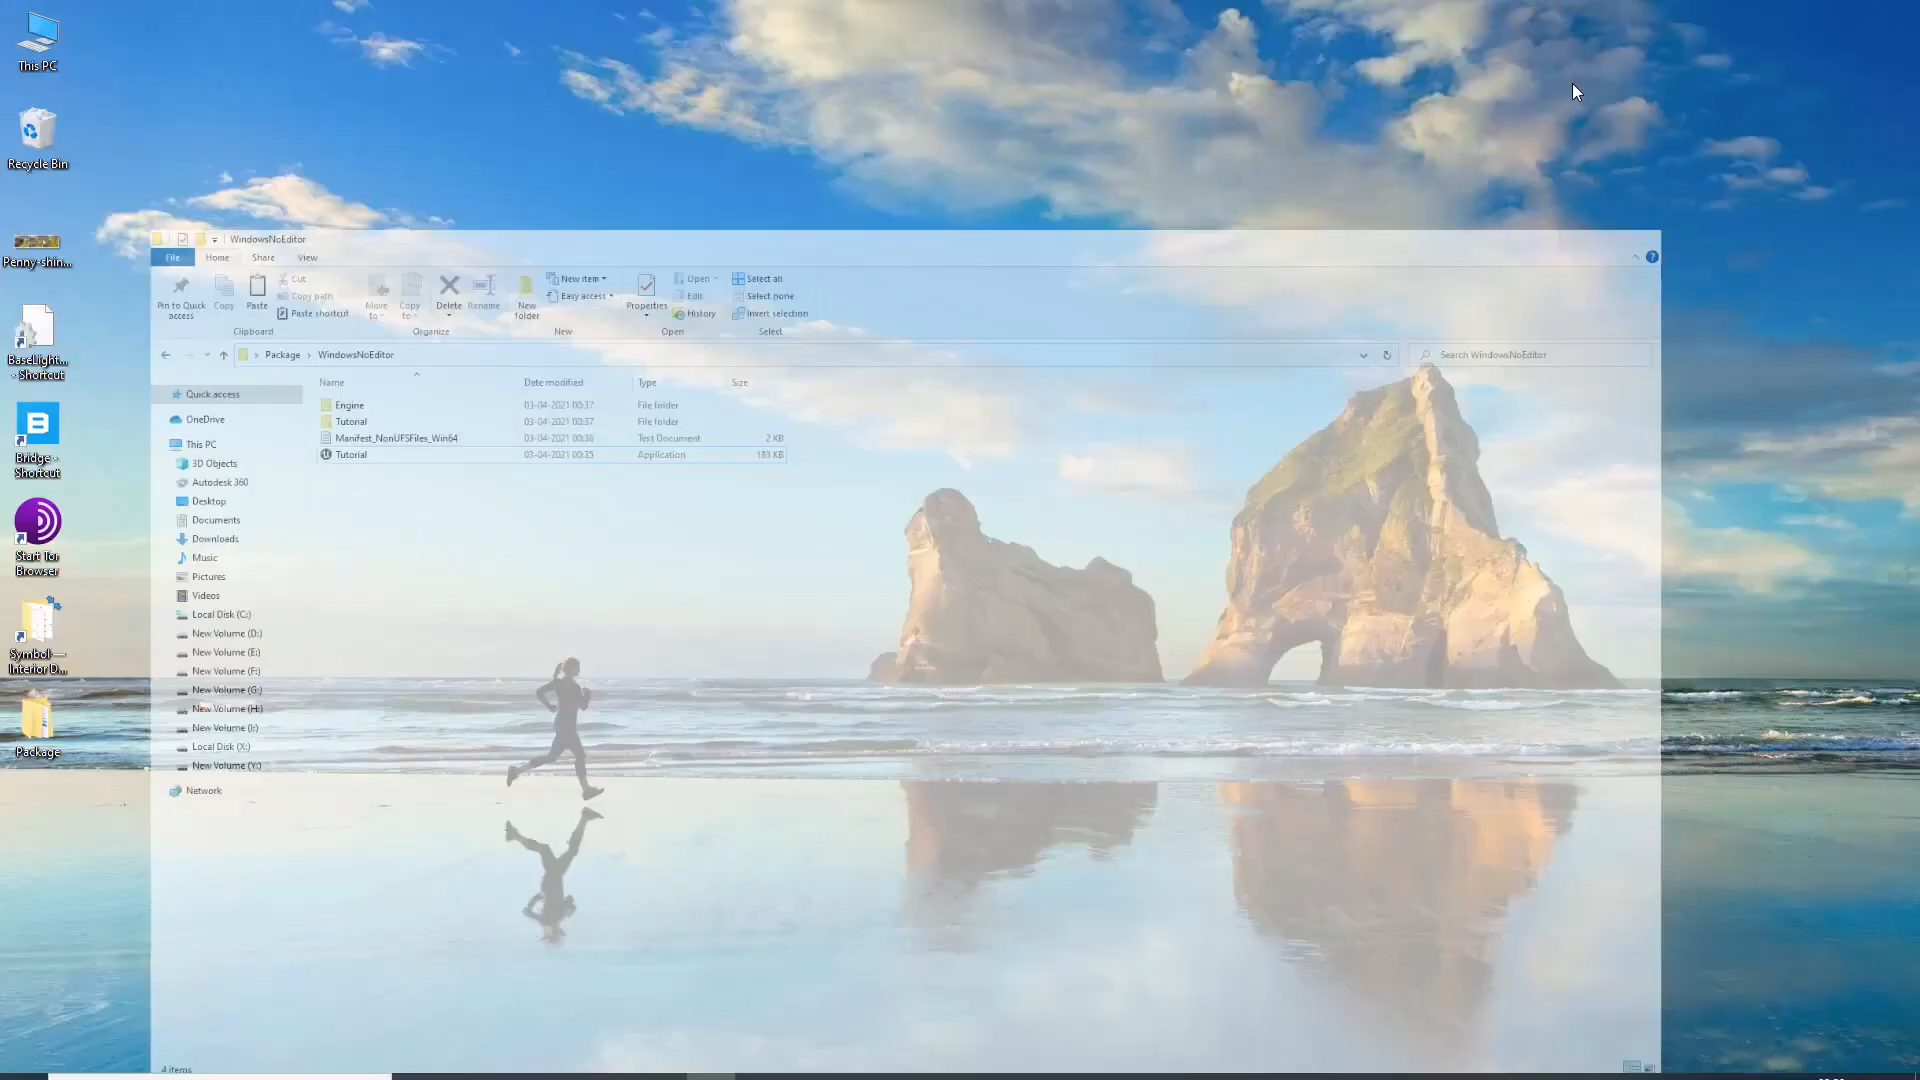 This PC
Recycle Bin
Penny-shin...
BaseLight... - Shortcut
Bridge - Shortcut
Start Tor Browser
Symbol — Interior D...
Package
WindowsNoEditor
File Home Share View
Pin to Quick access
Copy
Paste
Cut
Copy path
Paste shortcut
Clipboard
Move to
Copy to
Delete
Rename
Organize
New folder
New item
Easy access
New
Properties
Open
Edit
History
Open
Select all
Select none
Invert selection
Select
Package > WindowsNoEditor
Search WindowsNoEditor
Name Date modified Type Size
Engine 03-04-2021 00:37 File folder
Tutorial 03-04-2021 00:37 File folder
Manifest_NonUFSFiles_Win64 03-04-2021 00:36 Text Document 2 KB
Tutorial 03-04-2021 00:35 Application 183 KB
Quick access
OneDrive
This PC
3D Objects
Autodesk 360
Desktop
Documents
Downloads
Music
Pictures
Videos
Local Disk (C:)
New Volume (D:)
New Volume (E:)
New Volume (F:)
New Volume (G:)
New Volume (H:)
New Volume (I:)
Local Disk (X:)
New Volume (Y:)
Network
4 items